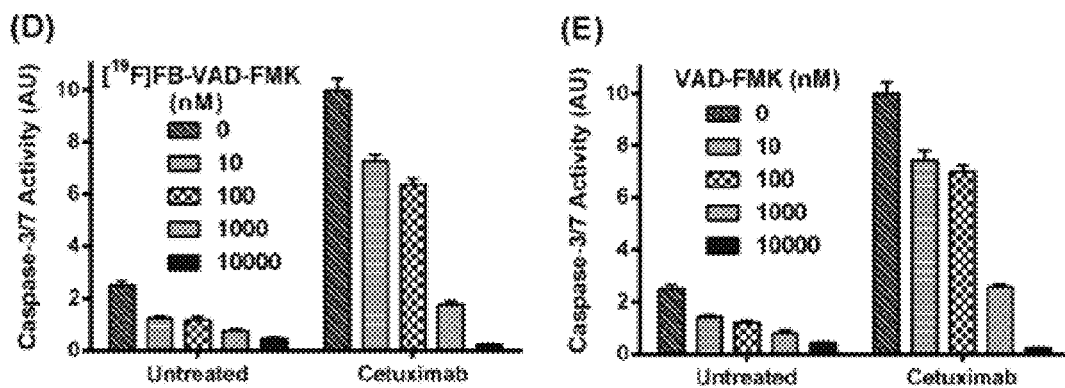 (D)
[¹⁹F]FB-VAD-FMK
(nM)
0
10
100
1000
10000
Caspase-3/7 Activity (AU)
10
8
6
4
2
0
Untreated
Cetuximab
(E)
VAD-FMK (nM)
0
10
100
1000
10000
Caspase-3/7 Activity (AU)
10
8
6
4
2
0
Untreated
Cetuximab